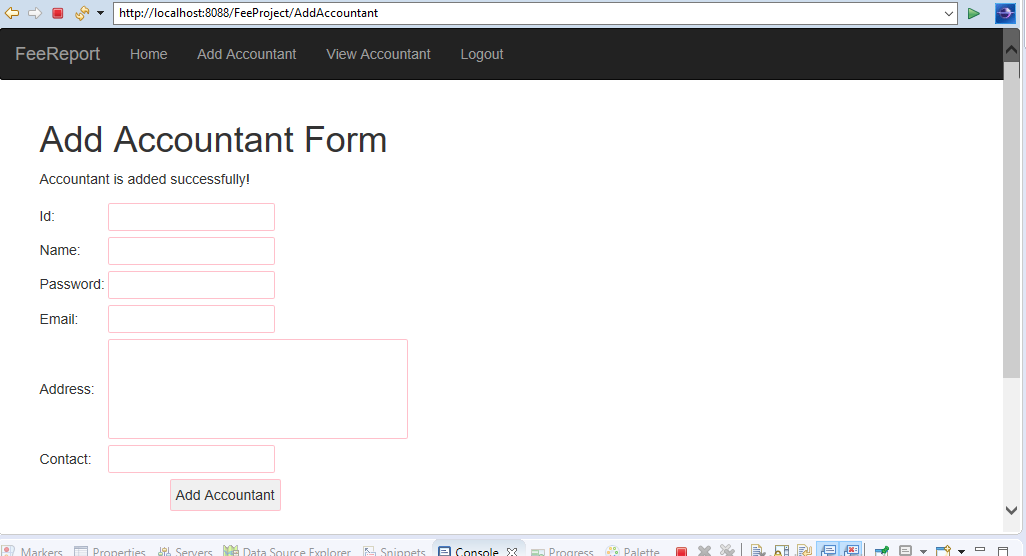 http://localhost:8088/FeeProject/AddAccountant
FeeReport Home Add Accountant View Accountant Logout
Add Accountant Form
Accountant is added successfully!
Id:
Name:
Password:
Email:
Address:
Contact:
Add Accountant
Markers Properties Servers Data Source Explorer Snippets Console Progress Palette